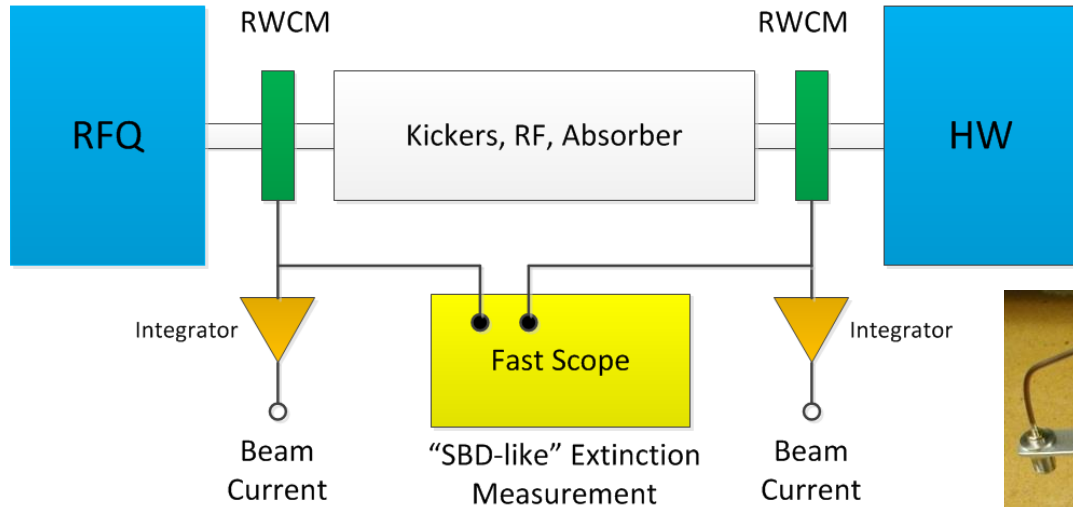 RWCM
RWCM
RFQ
Kickers, RF, Absorber
HW
Integrator
Fast Scope
Integrator
Beam
Current
“SBD-like” Extinction
Measurement
Beam
Current